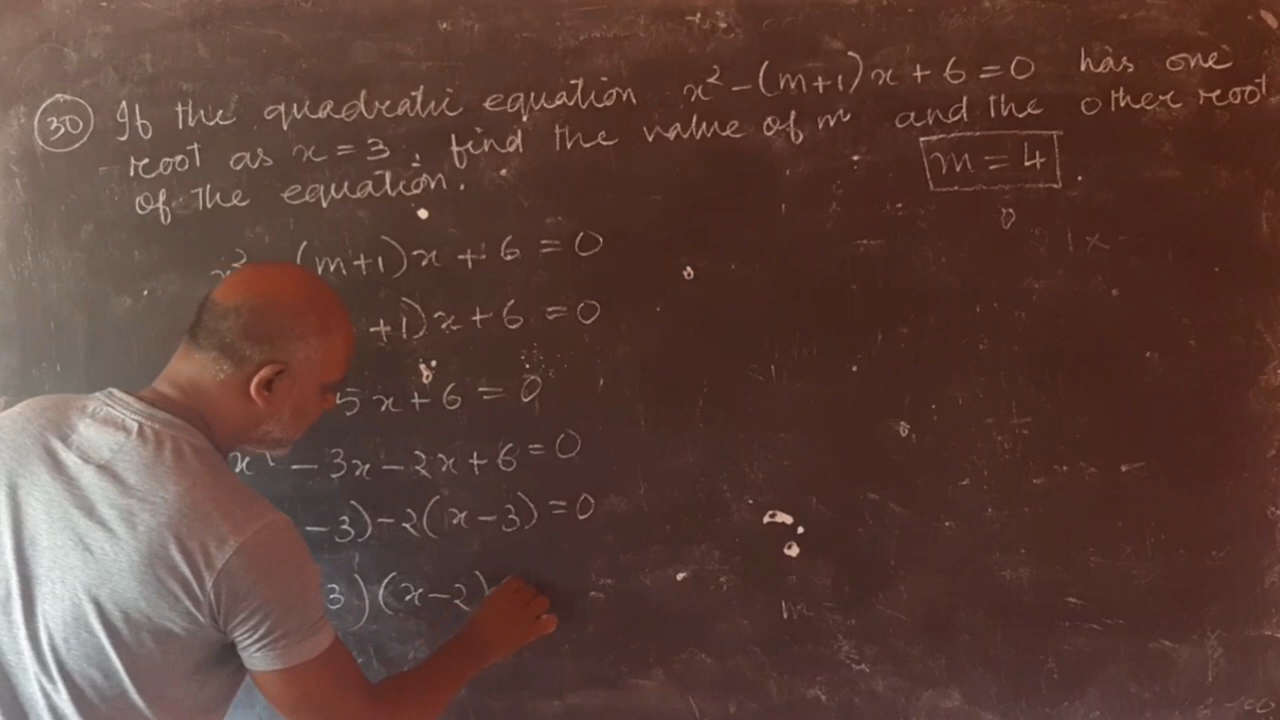 30 If the quadratic equation x² - (m+1)x + 6 = 0 has one
root as x = 3, find the value of m and the other root
of the equation.
m = 4
(m+1)x + 6 = 0
+1)x + 6 = 0
5x + 6 = 0
x² - 3x - 2x + 6 = 0
- 3) - 2(x - 3) = 0
3)(x - 2)
m